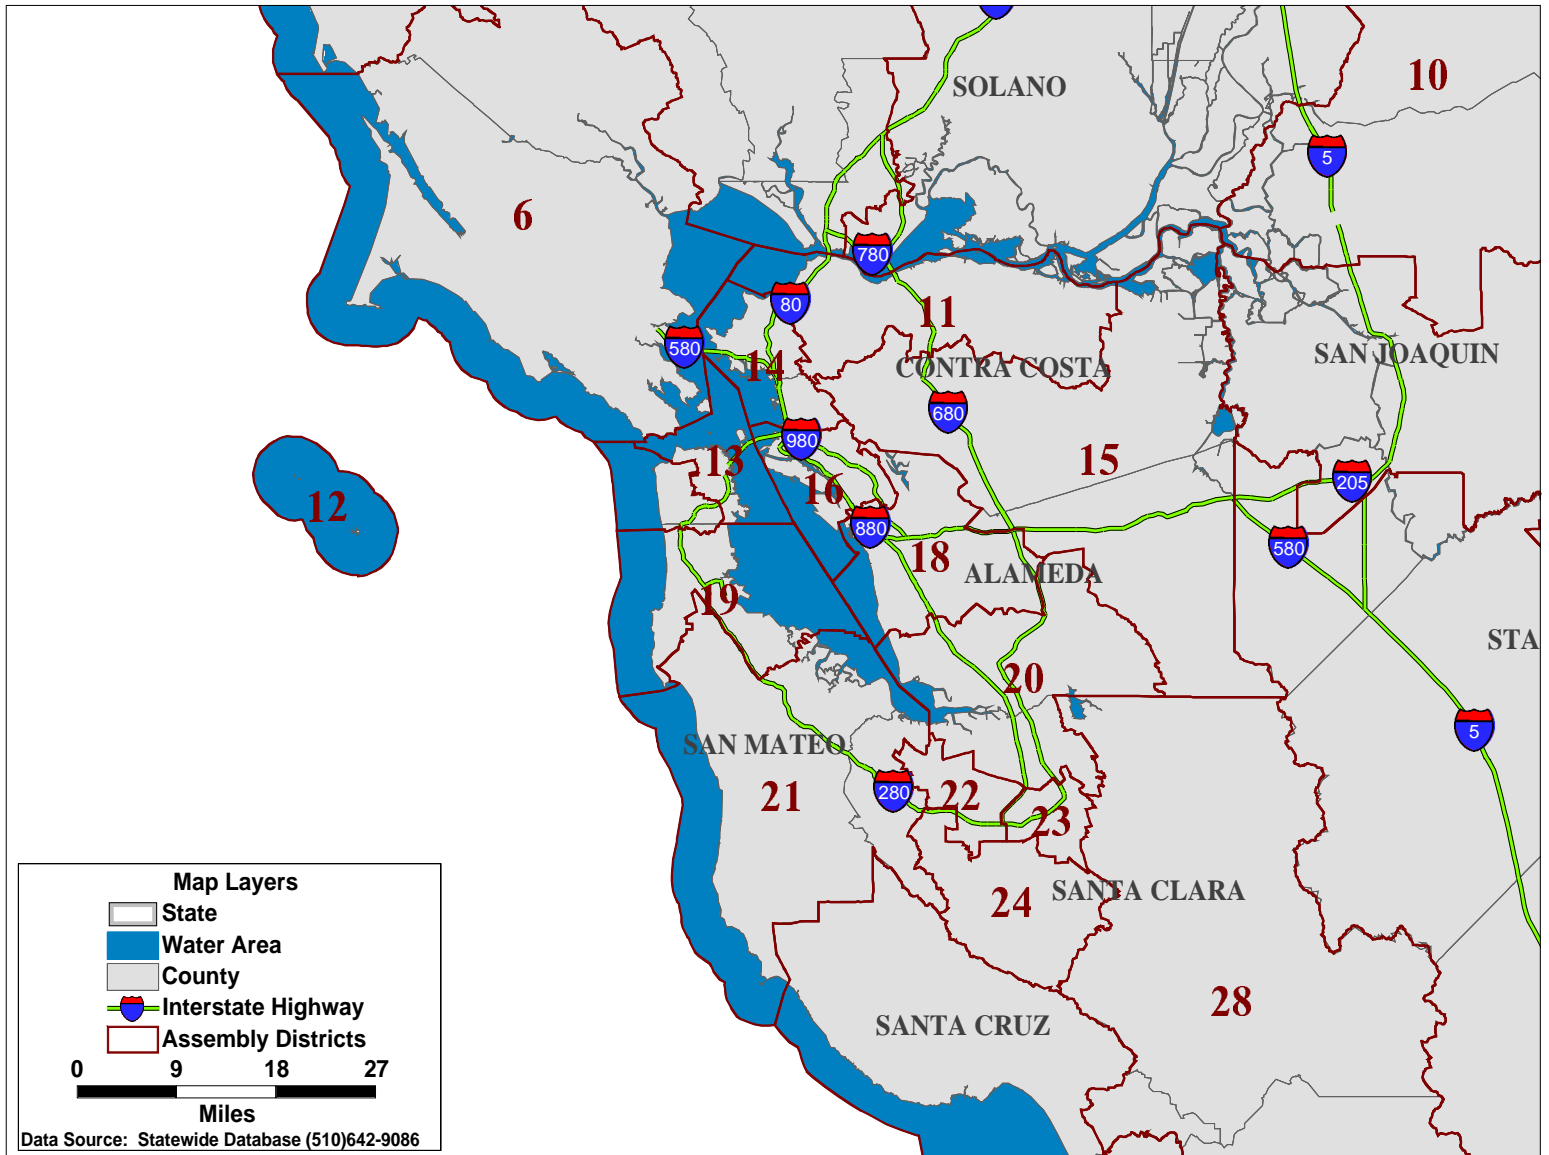 SOLANO
10
5
6
780
80
11
580
14
CONTRA COSTA
SAN JOAQUIN
680
980
13
15
16
205
12
880
580
18
ALAMEDA
19
STA
20
SAN MATEO
5
21
280
22
23
24
SANTA CLARA
28
SANTA CRUZ
Map Layers
State
Water Area
County
Interstate Highway
Assembly Districts
0 9 18 27
Miles
Data Source: Statewide Database (510)642-9086